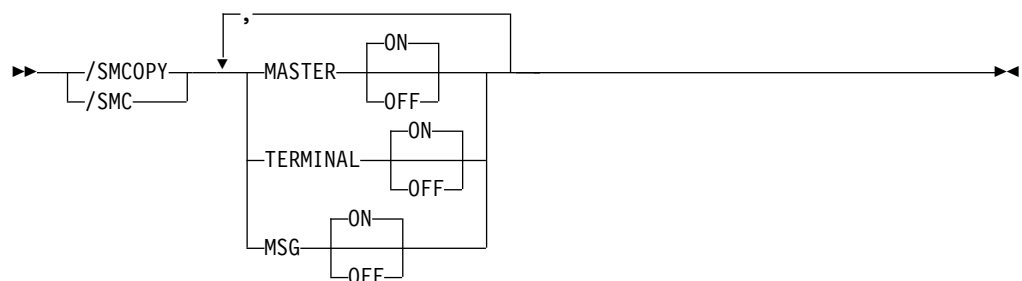 ,
ON
/SMCOPY MASTER
/SMC OFF
ON
TERMINAL
OFF
ON
MSG
OFF